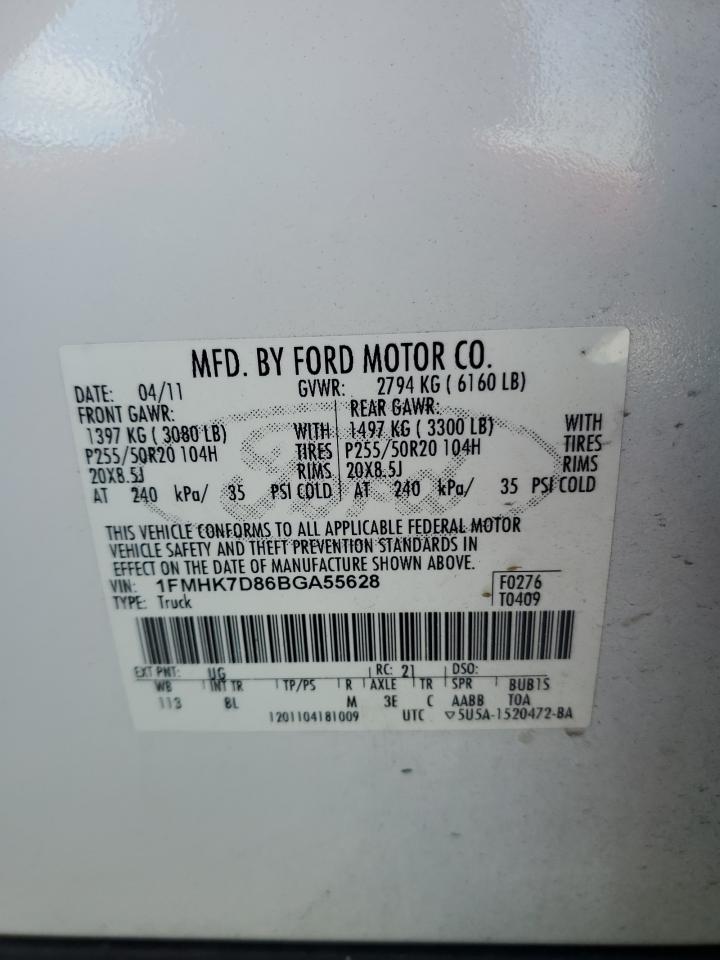 MFD. BY FORD MOTOR CO.
DATE: 04/11 GVWR: 2794 KG ( 6160 LB)
FRONT GAWR: REAR GAWR:
1397 KG ( 3080 LB) WITH 1497 KG ( 3300 LB) WITH
P255/50R20 104H TIRES P255/50R20 104H TIRES
20X8.5J RIMS 20X8.5J RIMS
AT 240 kPa/ 35 PSI COLD AT 240 kPa/ 35 PSI COLD
Ford
THIS VEHICLE CONFORMS TO ALL APPLICABLE FEDERAL MOTOR
VEHICLE SAFETY AND THEFT PREVENTION STANDARDS IN
EFFECT ON THE DATE OF MANUFACTURE SHOWN ABOVE.
VIN: 1FMHK7D86BGA55628 F0276
TYPE: Truck T0409
EXT PNT: UG RC: 21 DSO:
WB INT TR TP/PS R AXLE TR SPR BUB1S
113 BL M 3E C AABB TOA
1201104181009 UTC ▽5U5A-1520472-BA